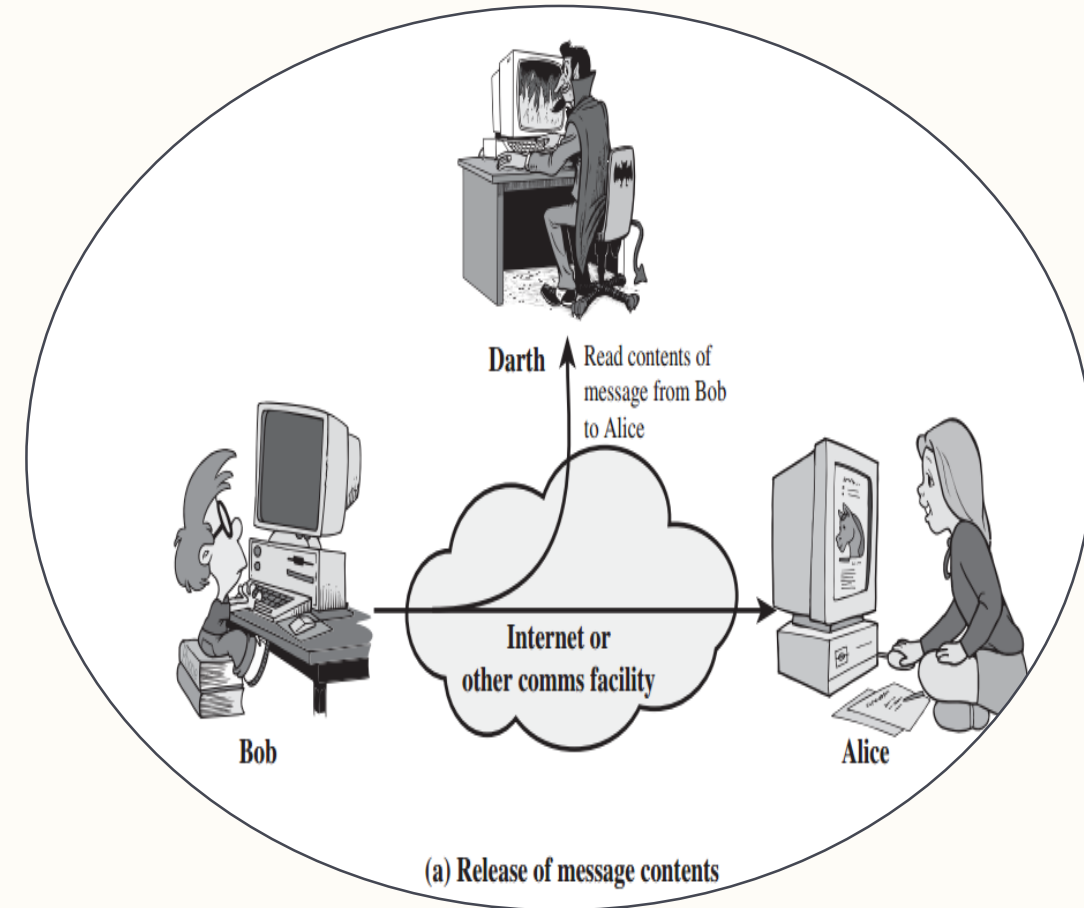 Darth
Read contents of
message from Bob
to Alice
Internet or
other comms facility
Bob
Alice
(a) Release of message contents